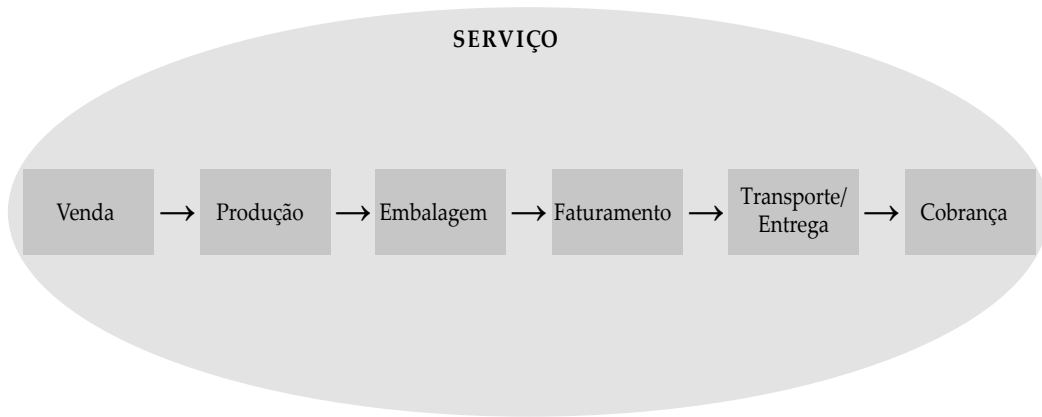 SERVIÇO
Venda
Produção
Embalagem
Faturamento
Transporte/
Entrega
Cobrança